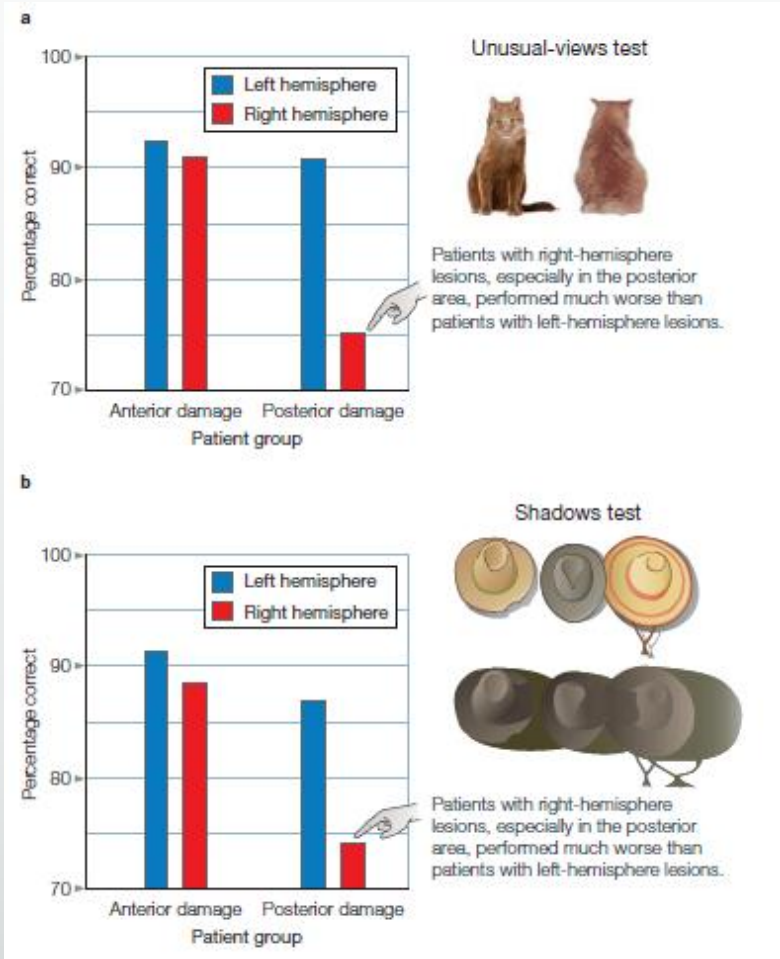 a
Unusual-views test
100
Left hemisphere
Right hemisphere
90
80
70
Percentage correct
Patients with right-hemisphere
lesions, especially in the posterior
area, performed much worse than
patients with left-hemisphere lesions.
Anterior damage Posterior damage
Patient group
b
Shadows test
100
Left hemisphere
Right hemisphere
90
80
70
Percentage correct
Patients with right-hemisphere
lesions, especially in the posterior
area, performed much worse than
patients with left-hemisphere lesions.
Anterior damage Posterior damage
Patient group